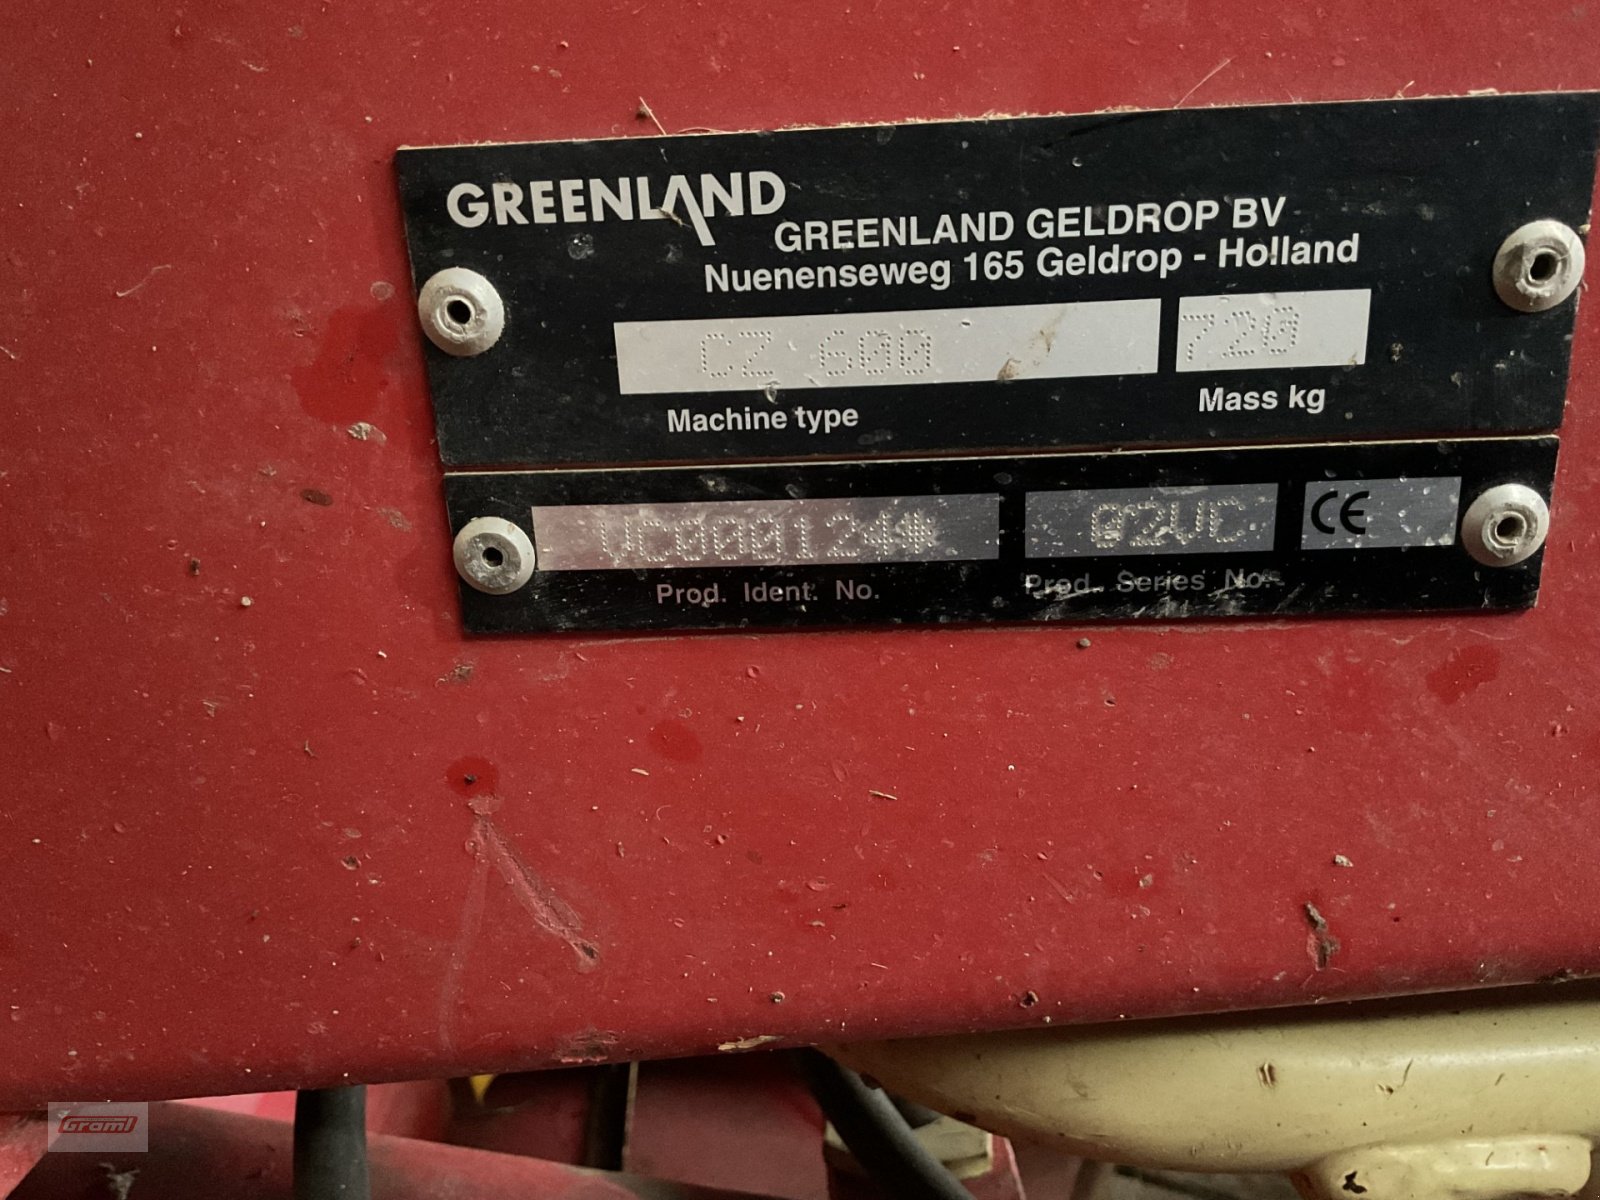 GREENLAND
GREENLAND GELDROP BV
Nuenenseweg 165 Geldrop - Holland
CZ 600
720
Machine type
Mass kg
VC0001244*
02VC
CE
Prod. Ident. No.
Prod. Series No.
Graml